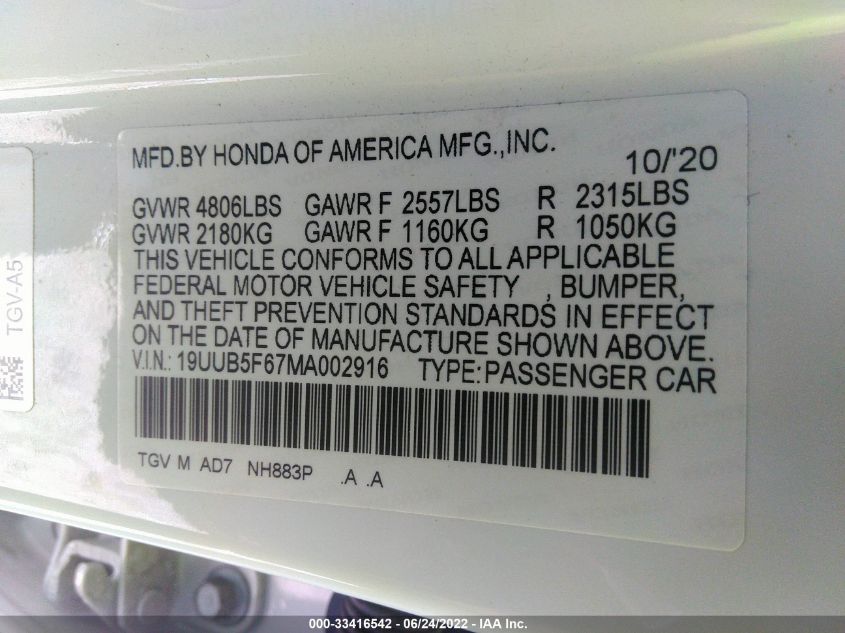 MFD.BY HONDA OF AMERICA MFG.,INC. 10/'20
GVWR 4806LBS GAWR F 2557LBS R 2315LBS
GVWR 2180KG GAWR F 1160KG R 1050KG
THIS VEHICLE CONFORMS TO ALL APPLICABLE
FEDERAL MOTOR VEHICLE SAFETY , BUMPER,
AND THEFT PREVENTION STANDARDS IN EFFECT
ON THE DATE OF MANUFACTURE SHOWN ABOVE.
V.I.N.: 19UUB5F67MA002916 TYPE:PASSENGER CAR
TGV M AD7 NH883P .A .A
TGV-A5
000-33416542 - 06/24/2022 - IAA Inc.